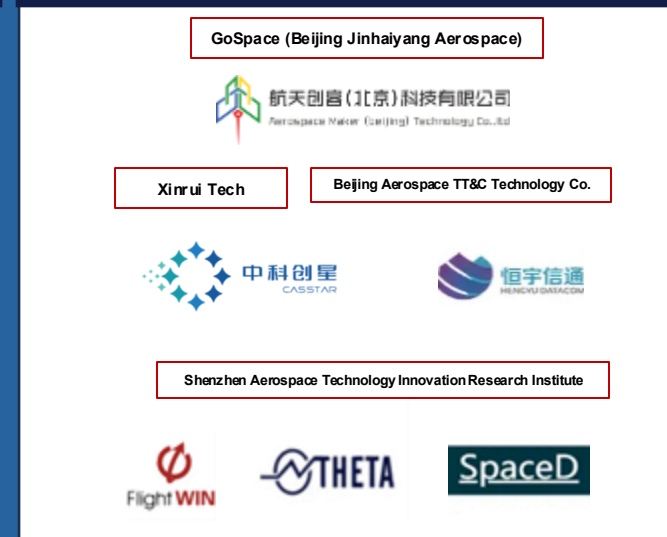 GoSpace (Beijing Jinhaiyang Aerospace)
航天创客(北京)科技有限公司
Aerospace Maker (beijing) Technology Co.,ltd
Xinrui Tech
Beijing Aerospace TT&C Technology Co.
中科创星
CASSTAR
恒宇信通
HENGYU DATACOM
Shenzhen Aerospace Technology Innovation Research Institute
Flight WIN
THETA
SpaceD